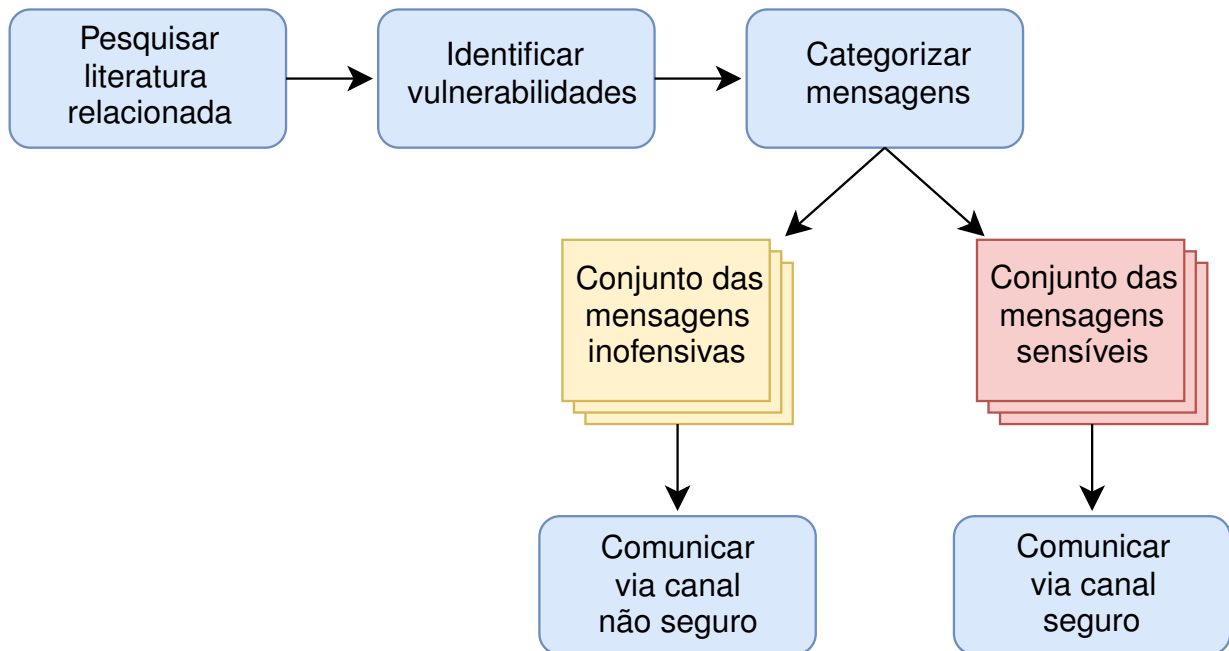 Pesquisar
literatura
relacionada
Identificar
vulnerabilidades
Categorizar
mensagens
Conjunto das
mensagens
inofensivas
Conjunto das
mensagens
sensíveis
Comunicar
via canal
não seguro
Comunicar
via canal
seguro